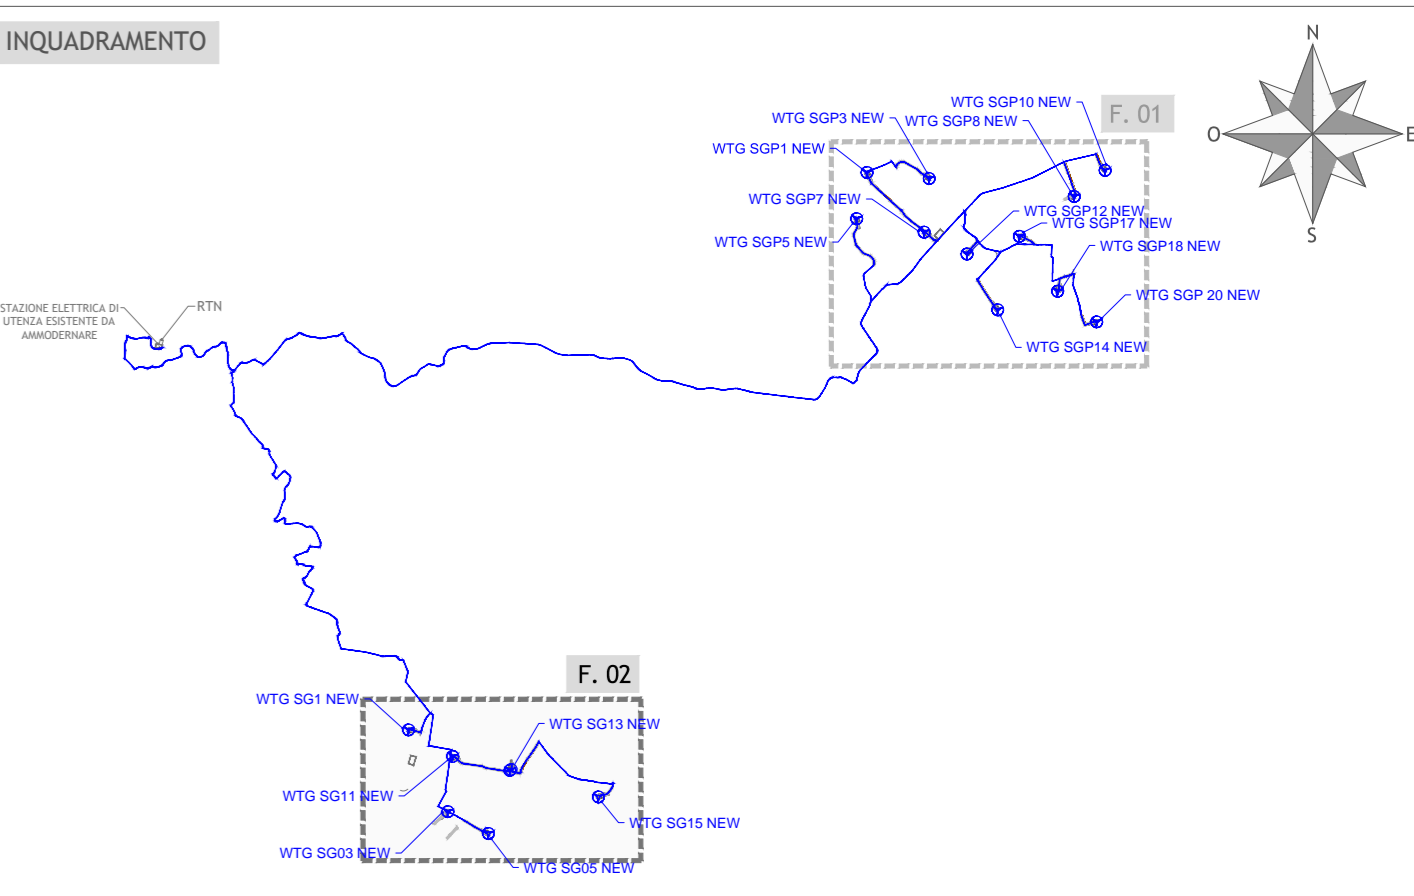 INQUADRAMENTO
N
O
E
S
WTG SGP10 NEW
F. 01
WTG SGP3 NEW
WTG SGP8 NEW
WTG SGP1 NEW
WTG SGP7 NEW
WTG SGP12 NEW
WTG SGP17 NEW
WTG SGP5 NEW
WTG SGP18 NEW
WTG SGP 20 NEW
WTG SGP14 NEW
STAZIONE ELETTRICA DI
UTENZA ESISTENTE DA
AMMODERNARE
RTN
F. 02
WTG SG1 NEW
WTG SG13 NEW
WTG SG11 NEW
WTG SG15 NEW
WTG SG03 NEW
WTG SG05 NEW